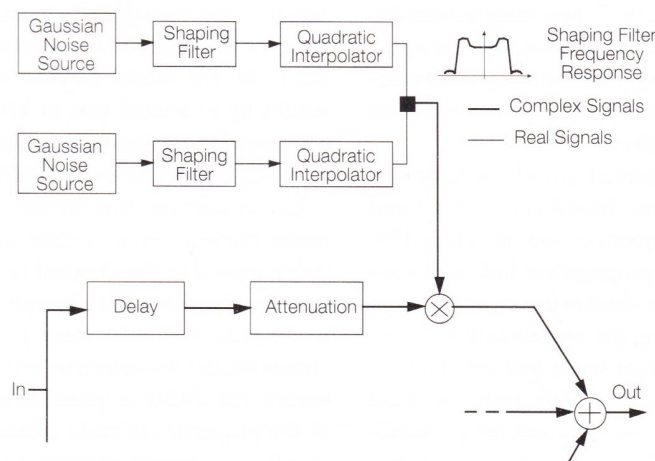 Gaussian
Noise
Source
Shaping
Filter
Quadratic
Interpolator
Shaping Filter
Frequency
Response
Complex Signals
Real Signals
Gaussian
Noise
Source
Shaping
Filter
Quadratic
Interpolator
Delay
Attenuation
In
Out